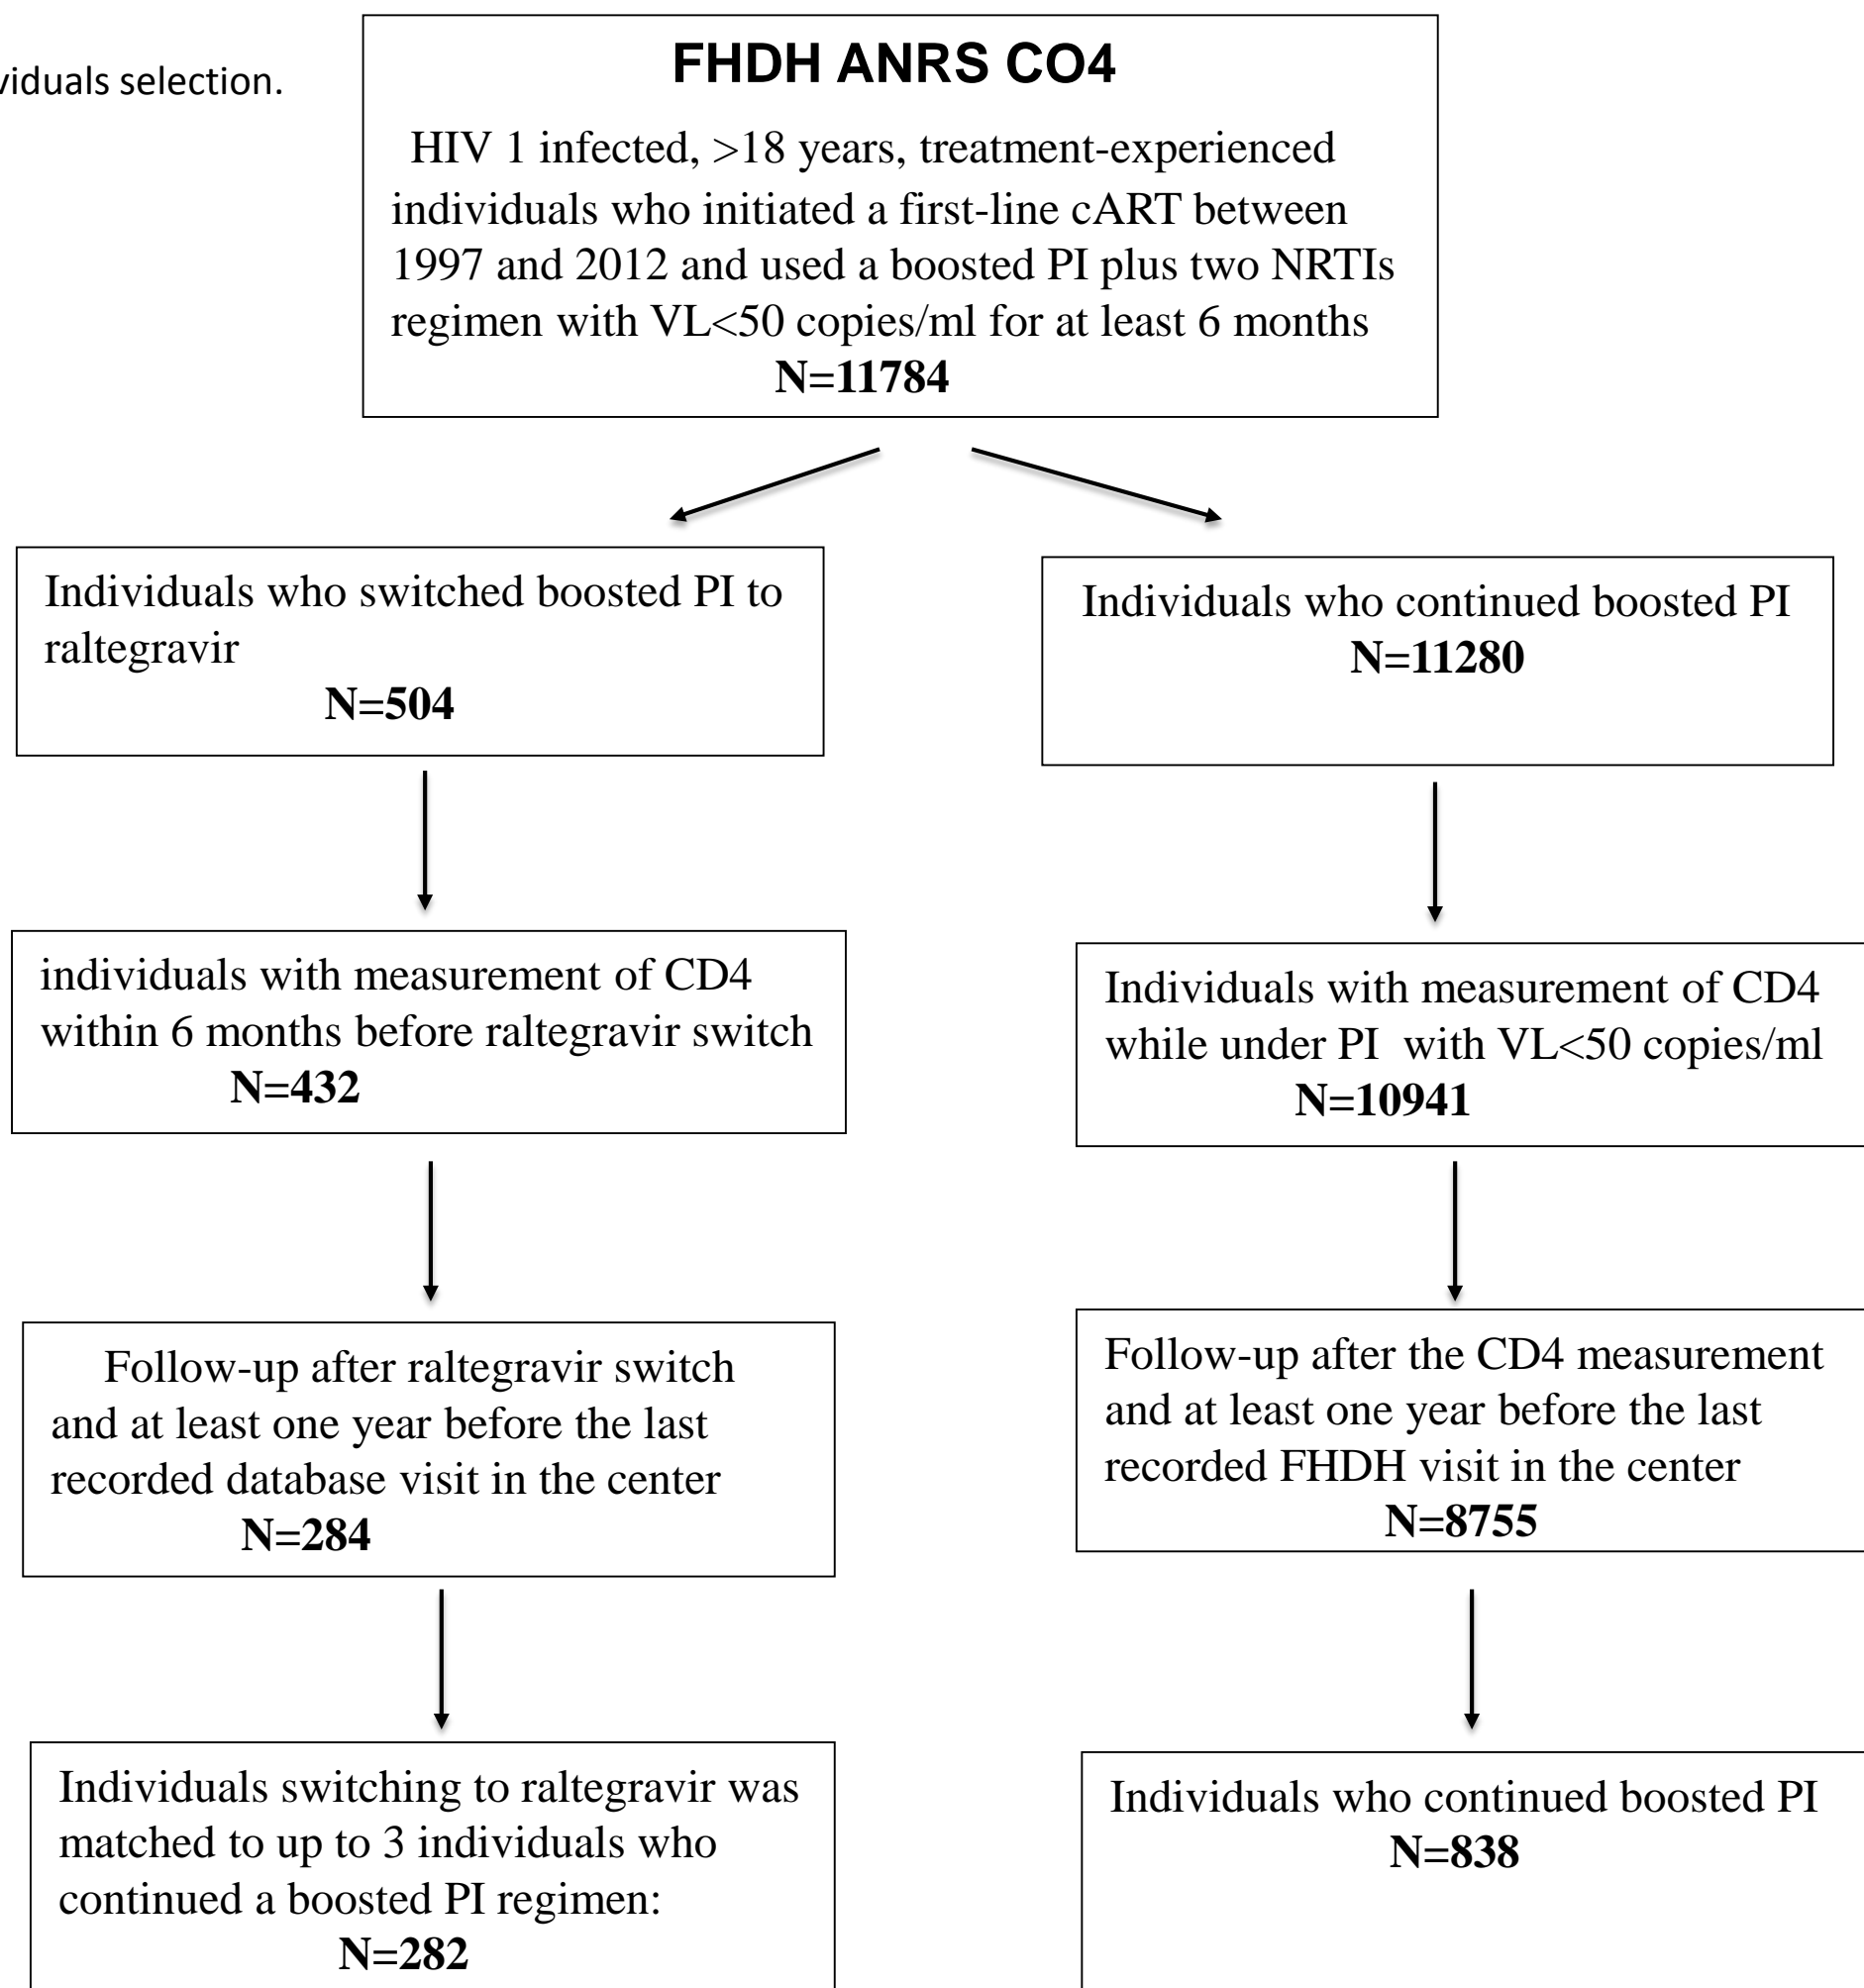 viduals selection.
FHDH ANRS CO4
HIV 1 infected, >18 years, treatment-experienced
individuals who initiated a first-line cART between
1997 and 2012 and used a boosted PI plus two NRTIs
regimen with VL<50 copies/ml for at least 6 months
N=11784
Individuals who switched boosted PI to
raltegravir
N=504
Individuals who continued boosted PI
N=11280
individuals with measurement of CD4
within 6 months before raltegravir switch
N=432
Individuals with measurement of CD4
while under PI with VL<50 copies/ml
N=10941
Follow-up after raltegravir switch
and at least one year before the last
recorded database visit in the center
N=284
Follow-up after the CD4 measurement
and at least one year before the last
recorded FHDH visit in the center
N=8755
Individuals switching to raltegravir was
matched to up to 3 individuals who
continued a boosted PI regimen:
N=282
Individuals who continued boosted PI
N=838